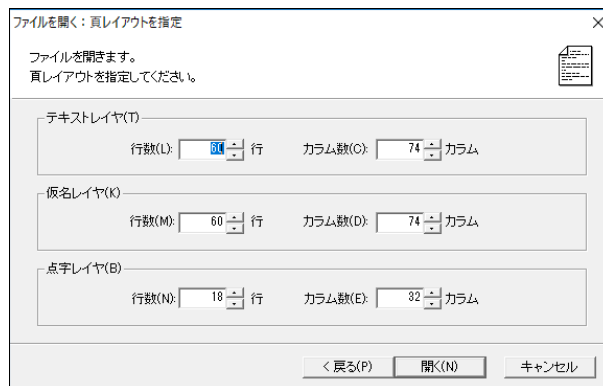 ファイルを開く：頁レイアウトを指定
ファイルを開きます。
頁レイアウトを指定してください。
テキストレイヤ(T)
行数(L): 60 行 カラム数(C): 74 カラム
仮名レイヤ(K)
行数(M): 60 行 カラム数(D): 74 カラム
点字レイヤ(B)
行数(N): 18 行 カラム数(E): 32 カラム
< 戻る(P) 開く(N) キャンセル